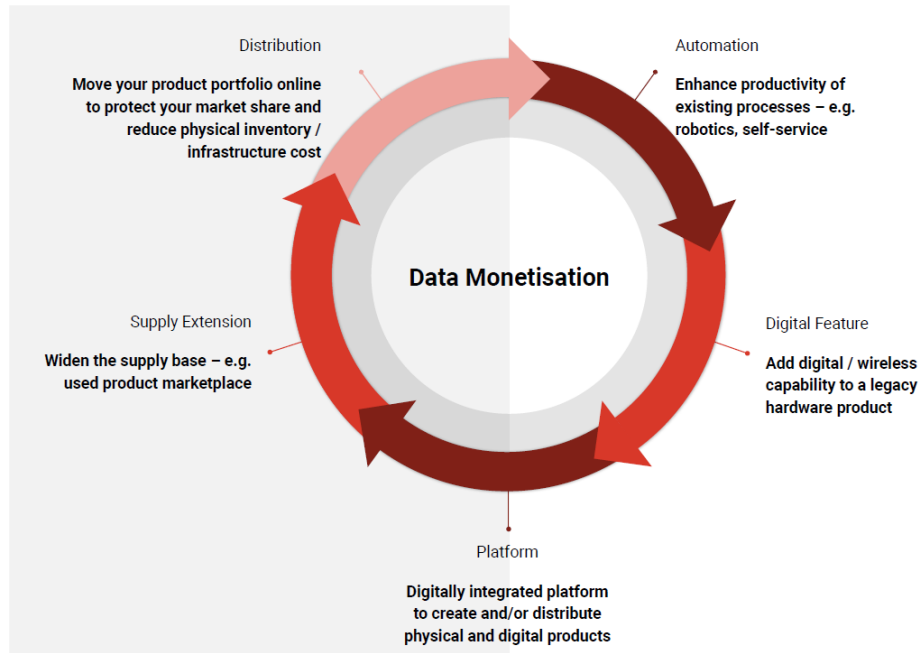 Distribution
Move your product portfolio online
to protect your market share and
reduce physical inventory /
infrastructure cost
Automation
Enhance productivity of
existing processes – e.g.
robotics, self-service
Data Monetisation
Supply Extension
Widen the supply base – e.g.
used product marketplace
Digital Feature
Add digital / wireless
capability to a legacy
hardware product
Platform
Digitally integrated platform
to create and/or distribute
physical and digital products